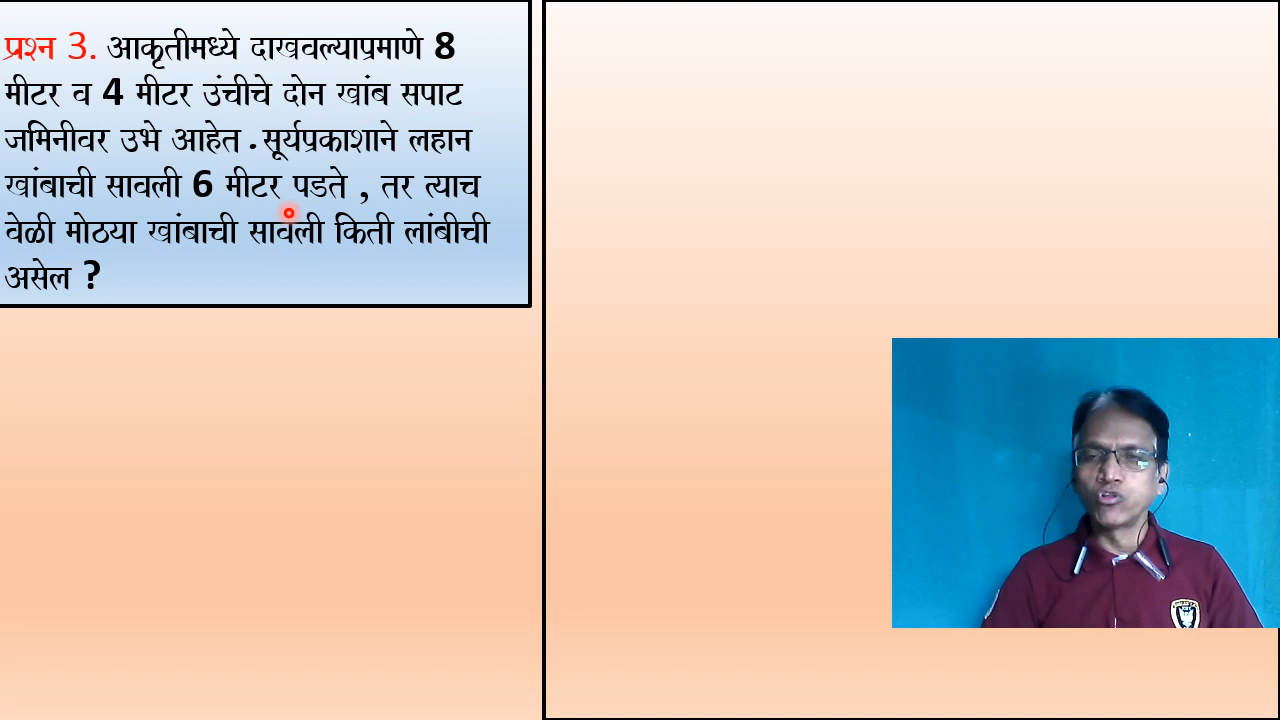 प्रश्न 3. आकृतीमध्ये दाखवल्याप्रमाणे 8
मीटर व 4 मीटर उंचीचे दोन खांब सपाट
जमिनीवर उभे आहेत . सूर्यप्रकाशाने लहान
खांबाची सावली 6 मीटर पडते , तर त्याच
वेळी मोठया खांबाची सावली किती लांबीची
असेल ?